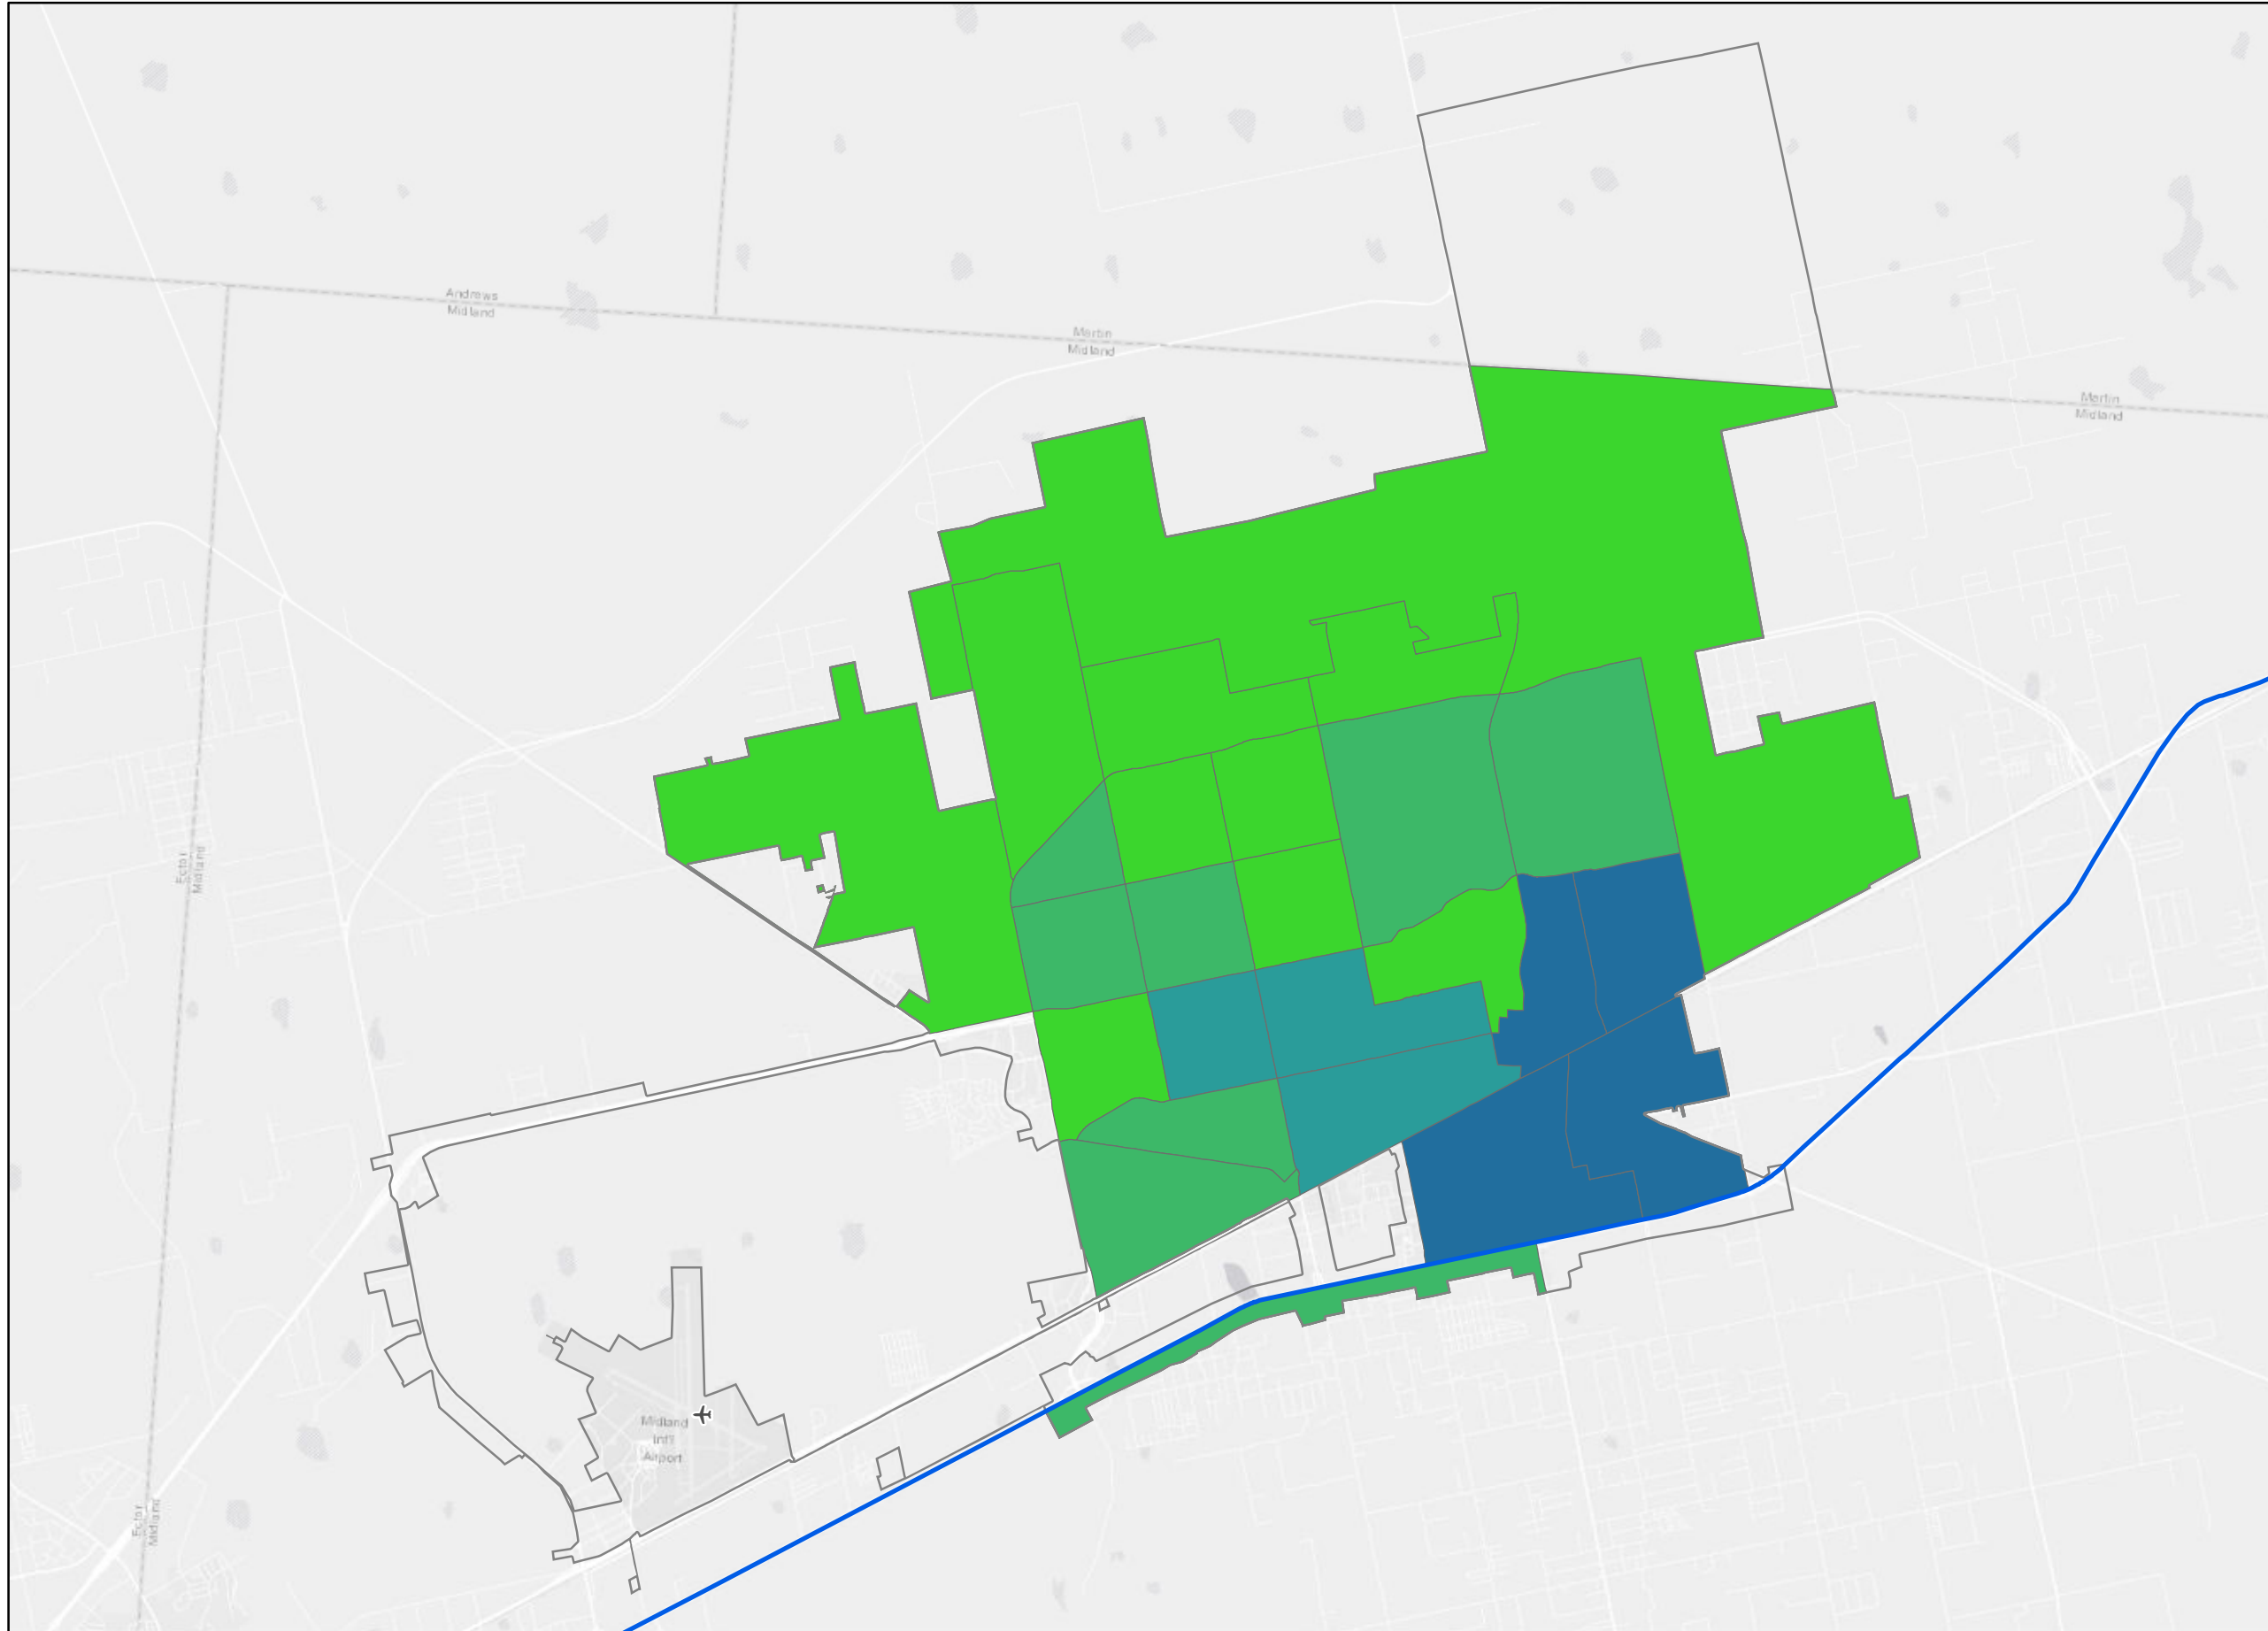 Andrews
Midland
Martin
Midland
Martin
Midland
Ector
Midland
Midland
Int'l
Airport
Ector
Midland